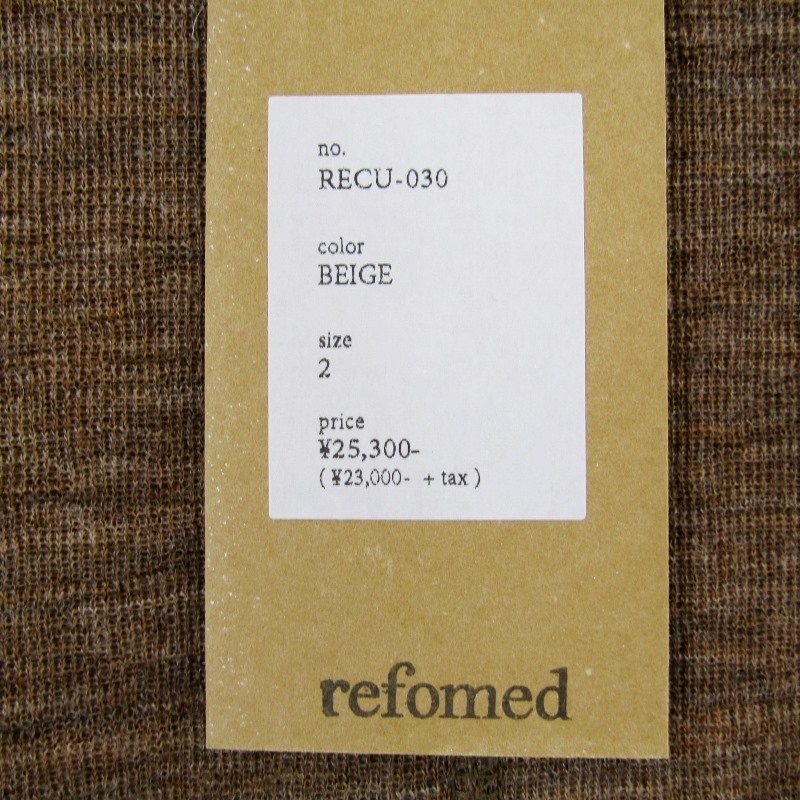 no.
RECU-030
color
BEIGE
size
2
price
¥25,300-
( ¥23,000- + tax )
refomed